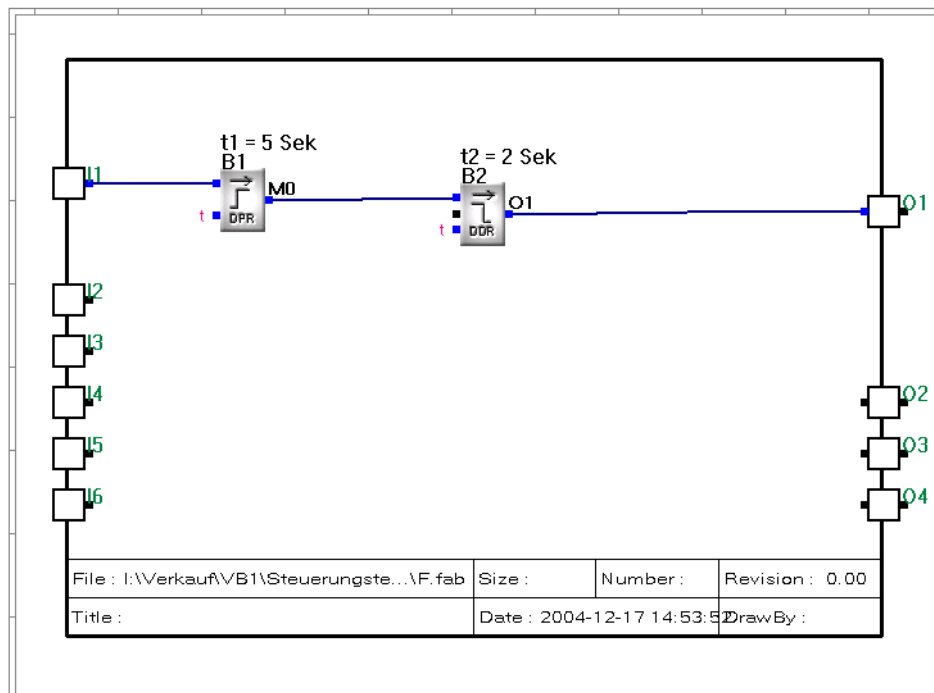 t1 = 5 Sek
B1
t2 = 2 Sek
B2
I1
M0
O1
O1
DPR
t
DDR
t
I2
I3
I4
O2
I5
O3
I6
O4
File : I:\Verkauf\VB1\Steuerungste...\F.fab
Size :
Number :
Revision : 0.00
Title :
Date : 2004-12-17 14:53:52
DrawBy :